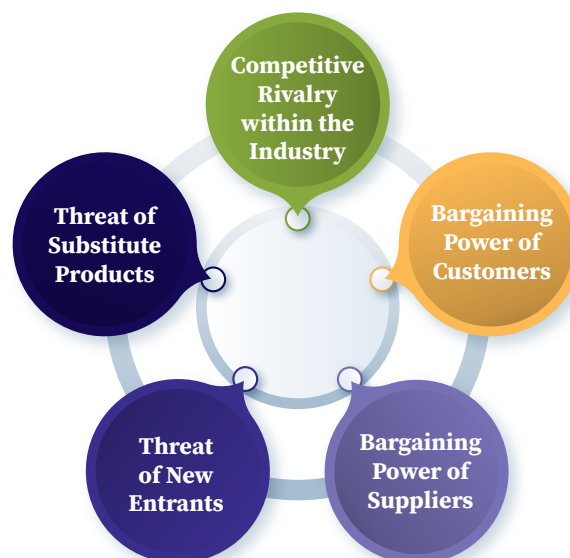 Competitive
Rivalry
within the
Industry
Threat of
Substitute
Products
Bargaining
Power of
Customers
Threat
of New
Entrants
Bargaining
Power of
Suppliers